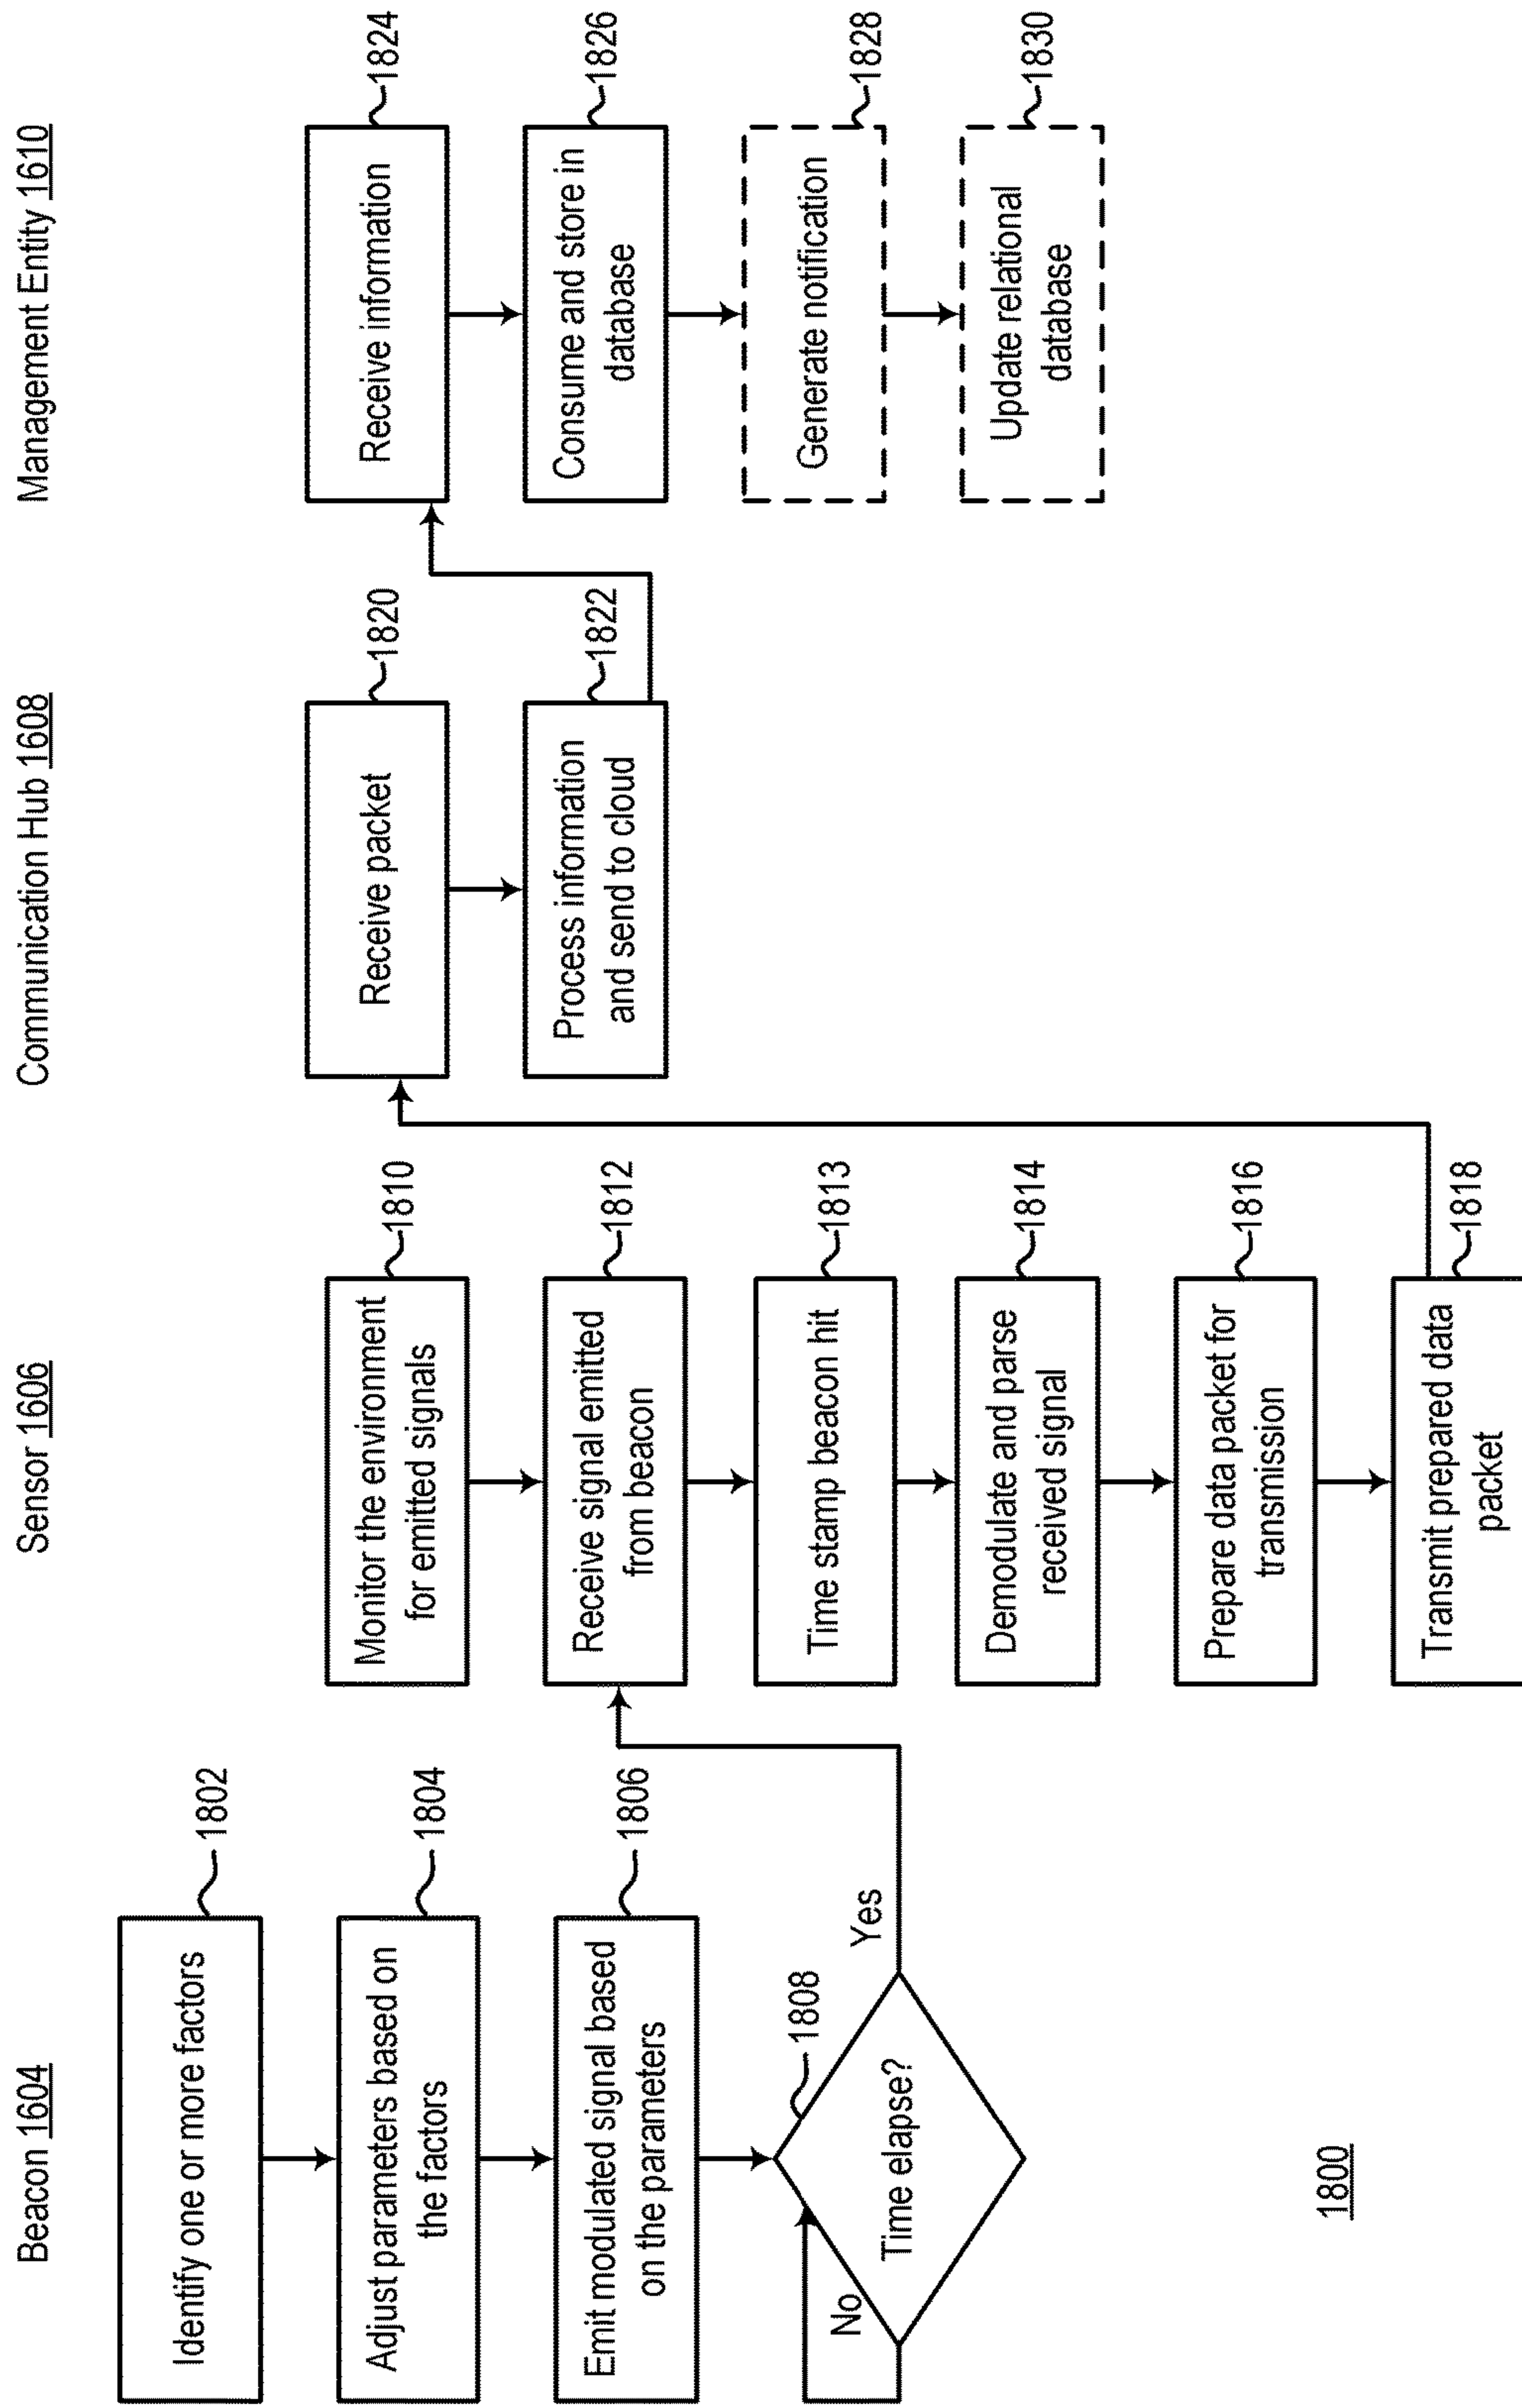 Beacon 1604
Identify one or more factors
1802
Adjust parameters based on
the factors
1804
Emit modulated signal based
on the parameters
1806
Time elapse?
1808
No
Yes
Sensor 1606
Monitor the environment
for emitted signals
1810
Receive signal emitted
from beacon
1812
Time stamp beacon hit
1813
Demodulate and parse
received signal
1814
Prepare data packet for
transmission
1816
Transmit prepared data
packet
1818
Communication Hub 1608
Receive packet
1820
Process information
and send to cloud
1822
Management Entity 1610
Receive information
1824
Consume and store in
database
1826
Generate notification
1828
Update relational
database
1830
1800